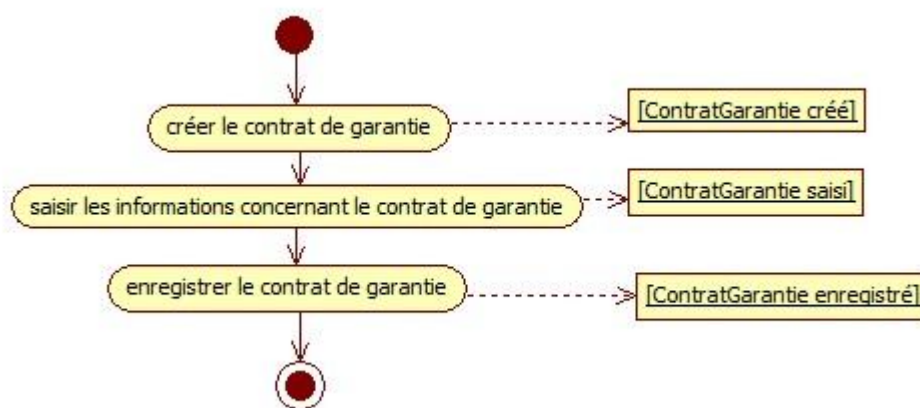 créer le contrat de garantie
[ContratGarantie créé]
saisir les informations concernant le contrat de garantie
[ContratGarantie saisi]
enregistrer le contrat de garantie
[ContratGarantie enregistré]